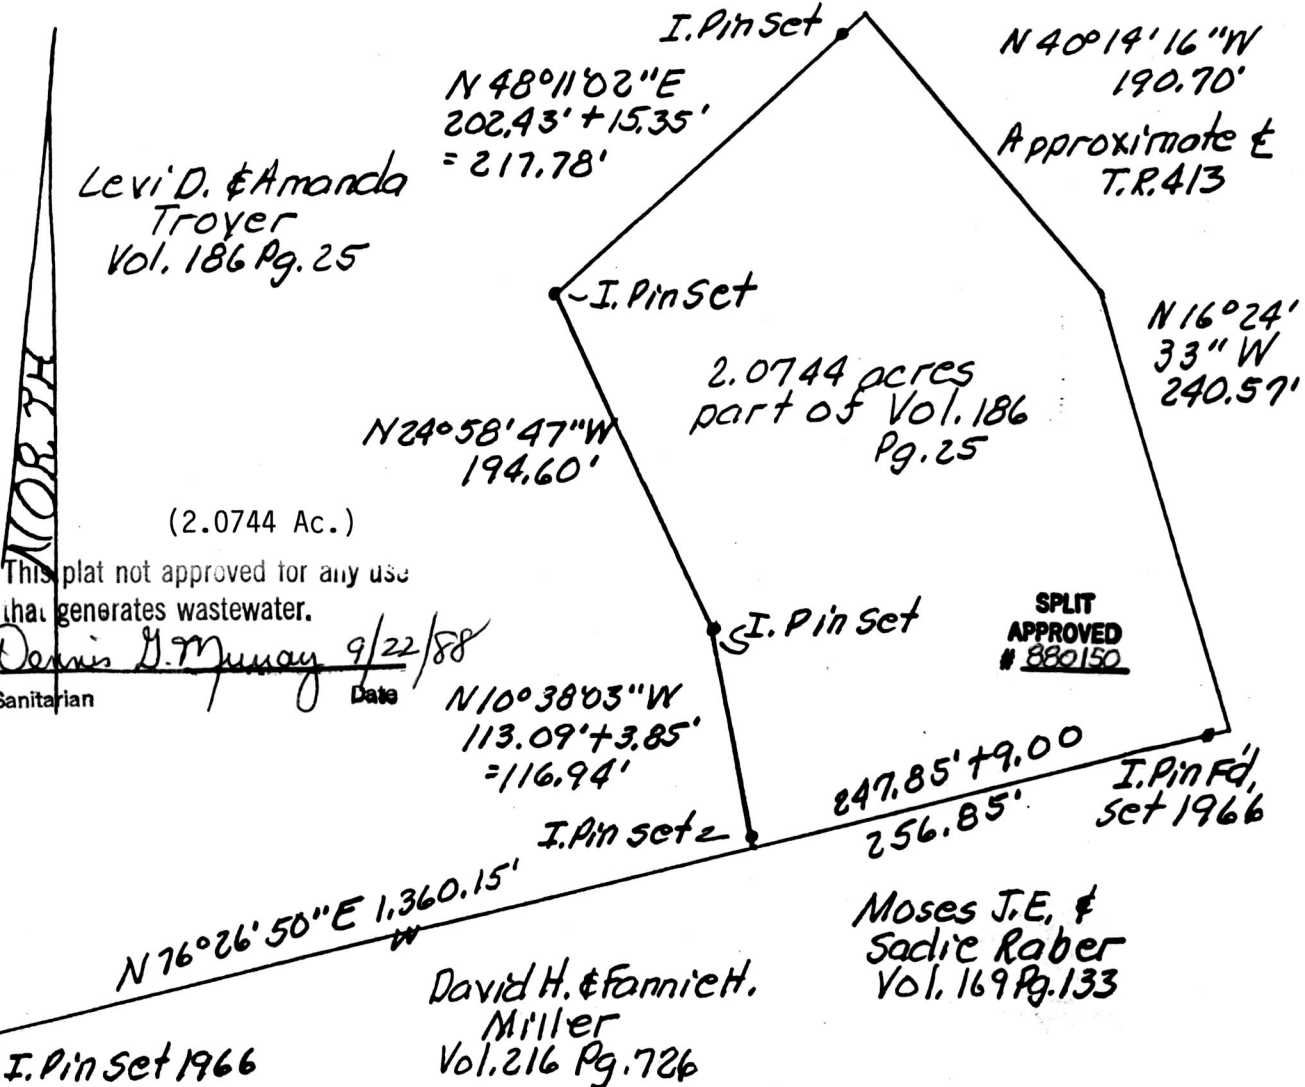 I. Pin Set
N 40° 14' 16" W
190.70'
Approximate ℄
T.R. 413
N 48° 11' 02" E
202.43' + 15.35'
= 217.78'
Levi D. & Amanda
Troyer
Vol. 186 Pg. 25
I. Pin Set
N 16° 24'
33" W
240.57'
2.0744 acres
part of Vol. 186
Pg. 25
N 24° 58' 47" W
194.60'
NORTH
(2.0744 Ac.)
This plat not approved for any use
that generates wastewater.
Dennis G. Murray 9/22/88
Sanitarian Date
I. Pin Set
SPLIT
APPROVED
# 880150
N 10° 38' 03" W
113.09' + 3.85'
= 116.94'
247.85' + 9.00
256.85'
I. Pin Fd,
set 1966
I. Pin set
N 76° 26' 50" E 1,360.15'
W
Moses J.E. &
Sadie Raber
Vol. 169 Pg. 133
David H. & Fannie H.
Miller
Vol. 216 Pg. 726
I. Pin Set 1966